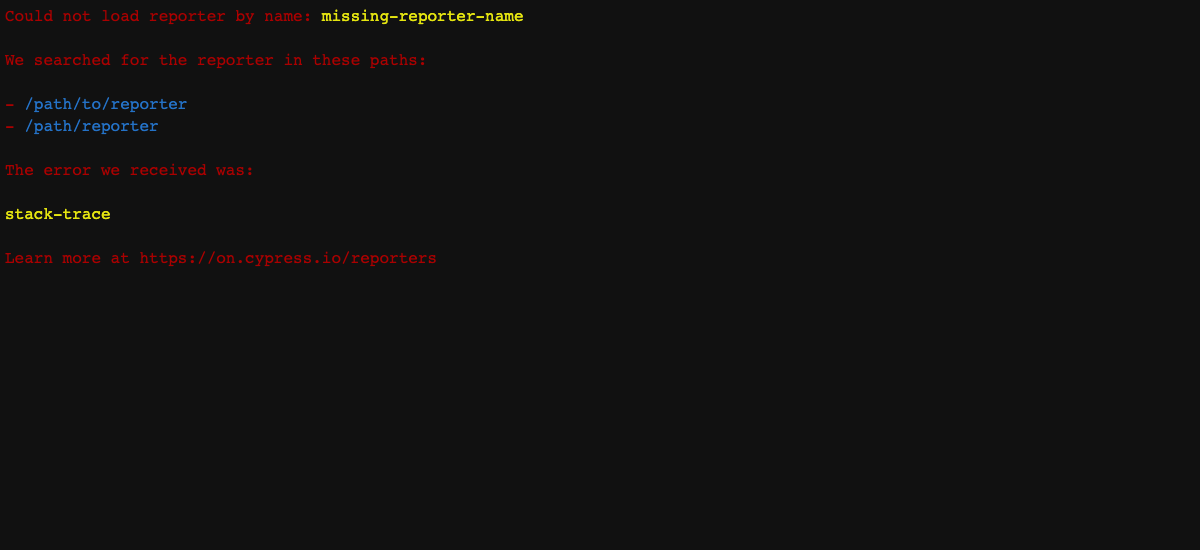 Could not load reporter by name: missing-reporter-name
We searched for the reporter in these paths:
- /path/to/reporter
- /path/reporter
The error we received was:
stack-trace
Learn more at https://on.cypress.io/reporters